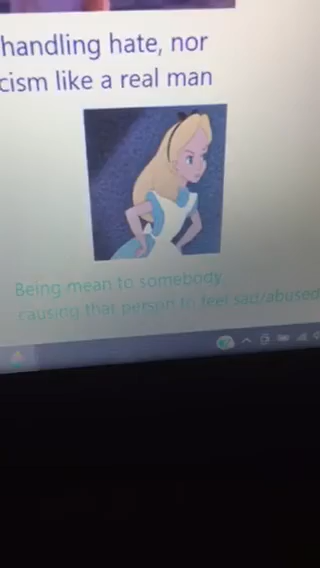 handling hate, nor
cism like a real man
Being mean to somebody
causing that person to feel sad/abused